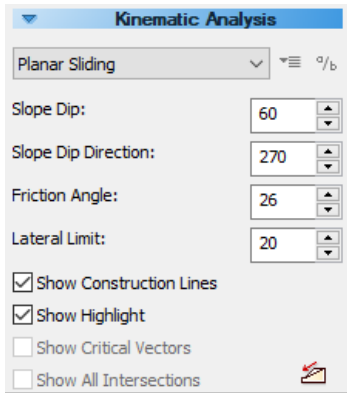 Kinematic Analysis
Planar Sliding a/b
Slope Dip: 60
Slope Dip Direction: 270
Friction Angle: 26
Lateral Limit: 20
Show Construction Lines
Show Highlight
Show Critical Vectors
Show All Intersections